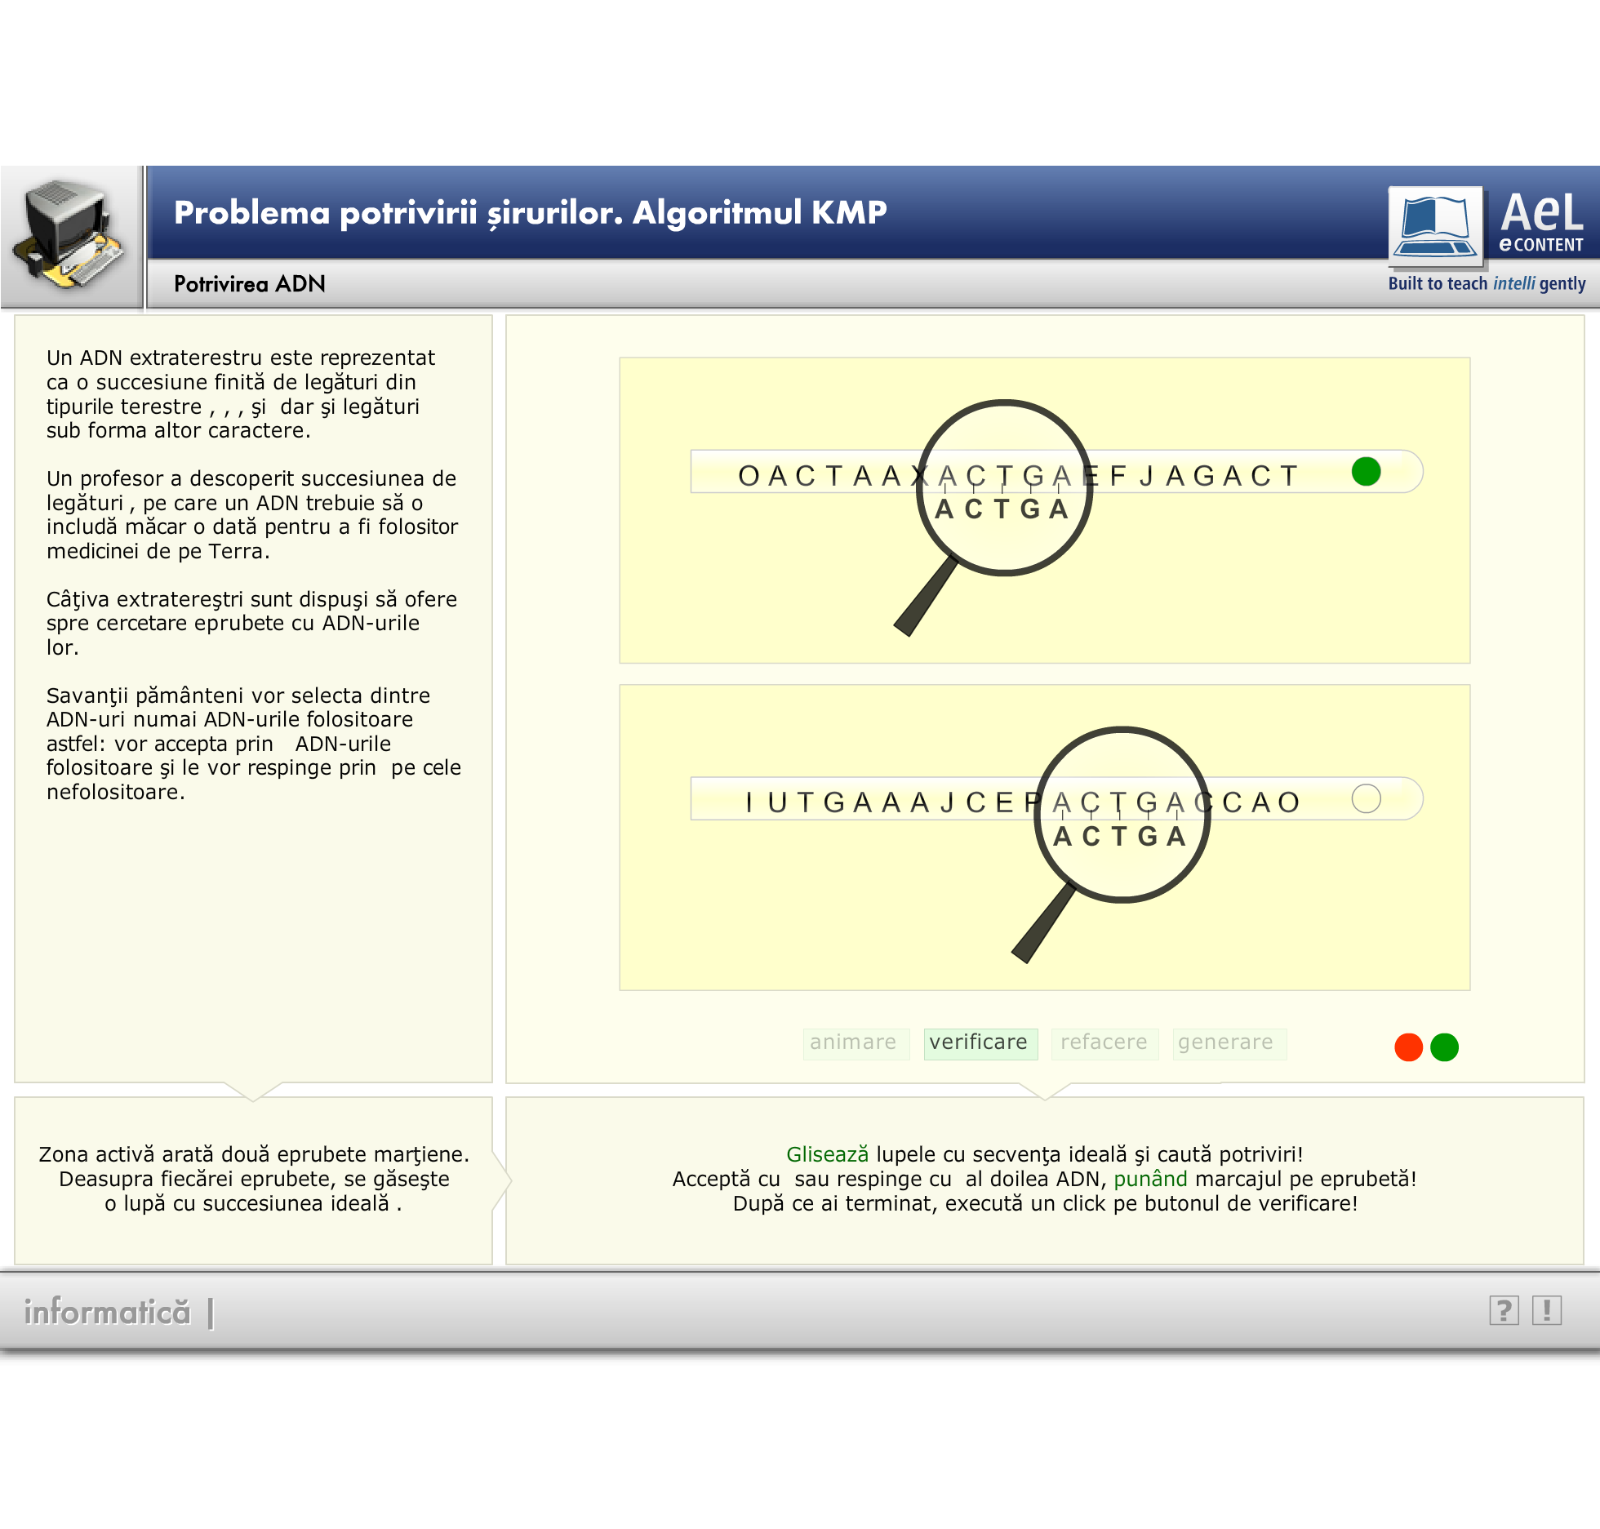 Problema potrivirii șirurilor. Algoritmul KMP
AeL
eCONTENT
Potrivirea ADN
Built to teach intelli gently
Un ADN extraterestru este reprezentat
ca o succesiune finită de legături din
tipurile terestre , , , şi  dar şi legături
sub forma altor caractere.
Un profesor a descoperit succesiunea de
legături , pe care un ADN trebuie să o
includă măcar o dată pentru a fi folositor
medicinei de pe Terra.
Câţiva extratereştri sunt dispuşi să ofere
spre cercetare eprubete cu ADN-urile
lor.
Savanţii pământeni vor selecta dintre
ADN-uri numai ADN-urile folositoare
astfel: vor accepta prin   ADN-urile
folositoare şi le vor respinge prin  pe cele
nefolositoare.
O A C T A A X A C T G A E F J A G A C T
A C T G A
I U T G A A A J C E P A C T G A C C A O
A C T G A
animare verificare refacere generare
Zona activă arată două eprubete marţiene.
Deasupra fiecărei eprubete, se găseşte
o lupă cu succesiunea ideală .
Glisează lupele cu secvenţa ideală şi caută potriviri!
Acceptă cu  sau respinge cu  al doilea ADN, punând marcajul pe eprubetă!
După ce ai terminat, execută un click pe butonul de verificare!
informatică |
? !